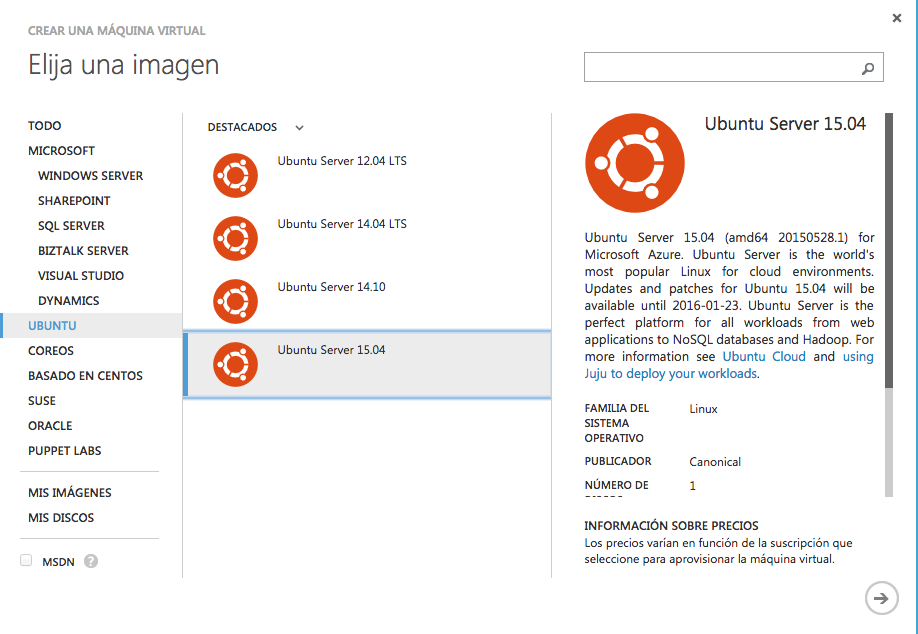 CREAR UNA MÁQUINA VIRTUAL
Elija una imagen
TODO
MICROSOFT
WINDOWS SERVER
SHAREPOINT
SQL SERVER
BIZTALK SERVER
VISUAL STUDIO
DYNAMICS
UBUNTU
COREOS
BASADO EN CENTOS
SUSE
ORACLE
PUPPET LABS
MIS IMÁGENES
MIS DISCOS
MSDN ?
DESTACADOS
Ubuntu Server 12.04 LTS
Ubuntu Server 14.04 LTS
Ubuntu Server 14.10
Ubuntu Server 15.04
Ubuntu Server 15.04
Ubuntu Server 15.04 (amd64 20150528.1) for
Microsoft Azure. Ubuntu Server is the world's
most popular Linux for cloud environments.
Updates and patches for Ubuntu 15.04 will be
available until 2016-01-23. Ubuntu Server is the
perfect platform for all workloads from web
applications to NoSQL databases and Hadoop. For
more information see Ubuntu Cloud and using
Juju to deploy your workloads.
FAMILIA DEL Linux
SISTEMA
OPERATIVO
PUBLICADOR Canonical
NÚMERO DE 1
INFORMACIÓN SOBRE PRECIOS
Los precios varían en función de la suscripción que
seleccione para aprovisionar la máquina virtual.